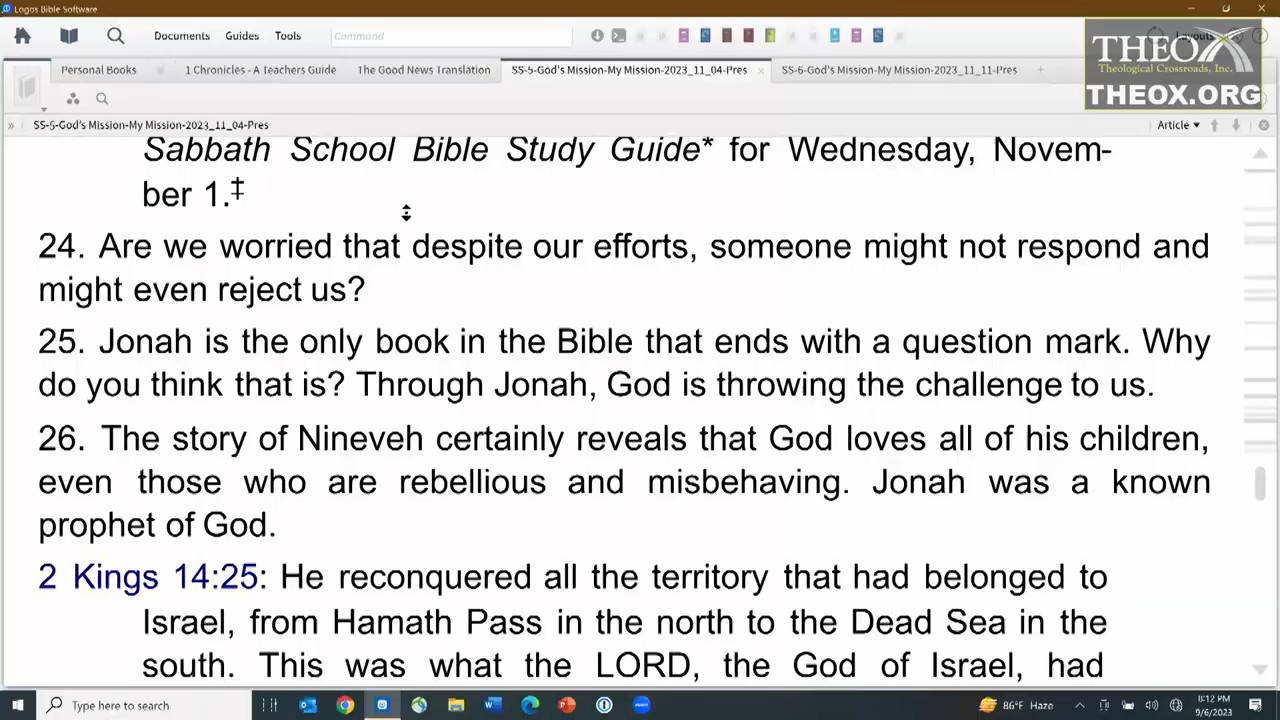 Logos Bible Software
Documents Guides Tools Command Layouts
THEOX
Theological Crossroads, Inc.
THEOX.ORG
Personal Books 1 Chronicles - A Teachers Guide The Good News SS-5-God's Mission-My Mission-2023_11_04-Pres SS-6-God's Mission-My Mission-2023_11_11-Pres
SS-5-God's Mission-My Mission-2023_11_04-Pres Article
Sabbath School Bible Study Guide* for Wednesday, Novem-
ber 1.‡
24. Are we worried that despite our efforts, someone might not respond and
might even reject us?
25. Jonah is the only book in the Bible that ends with a question mark. Why
do you think that is? Through Jonah, God is throwing the challenge to us.
26. The story of Nineveh certainly reveals that God loves all of his children,
even those who are rebellious and misbehaving. Jonah was a known
prophet of God.
2 Kings 14:25: He reconquered all the territory that had belonged to
Israel, from Hamath Pass in the north to the Dead Sea in the
south. This was what the LORD, the God of Israel, had
Type here to search 86°F Haze 8:12 PM
9/6/2023